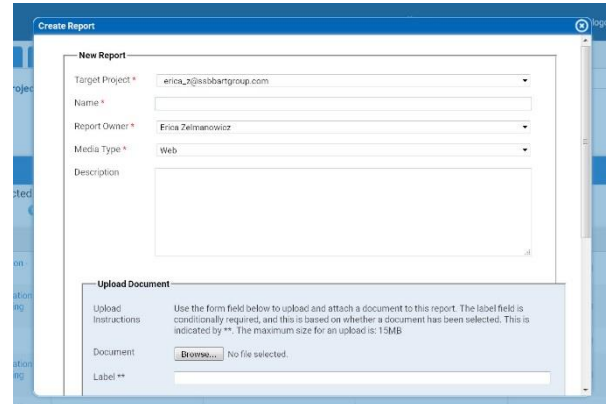 Create Report
New Report
Target Project * erica_z@ssbbartgroup.com
Name *
Report Owner * Erica Zelmanowicz
Media Type * Web
Description
Upload Document
Upload Instructions
Use the form field below to upload and attach a document to this report. The label field is
conditionally required, and this is based on whether a document has been selected. This is
indicated by **. The maximum size for an upload is: 15MB
Document Browse... No file selected.
Label **